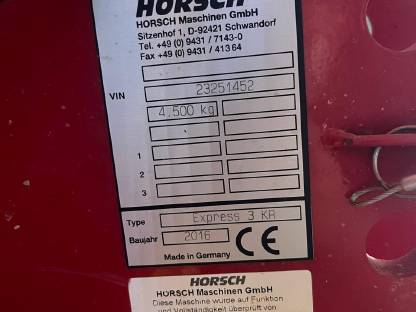 HORSCH
HORSCH Maschinen GmbH
Sitzenhof 1, D-92421 Schwandorf
Tel. +49 (0) 9431 / 7143-0
Fax +49 (0) 9431 / 41364
VIN 23251452
4.500 kg
1
2
3
Type Express 3 KR
Baujahr 2016 CE
Made in Germany
HORSCH
HORSCH Maschinen GmbH
Diese Maschine wurde auf Funktion
und Vollständigkeit überprüft von